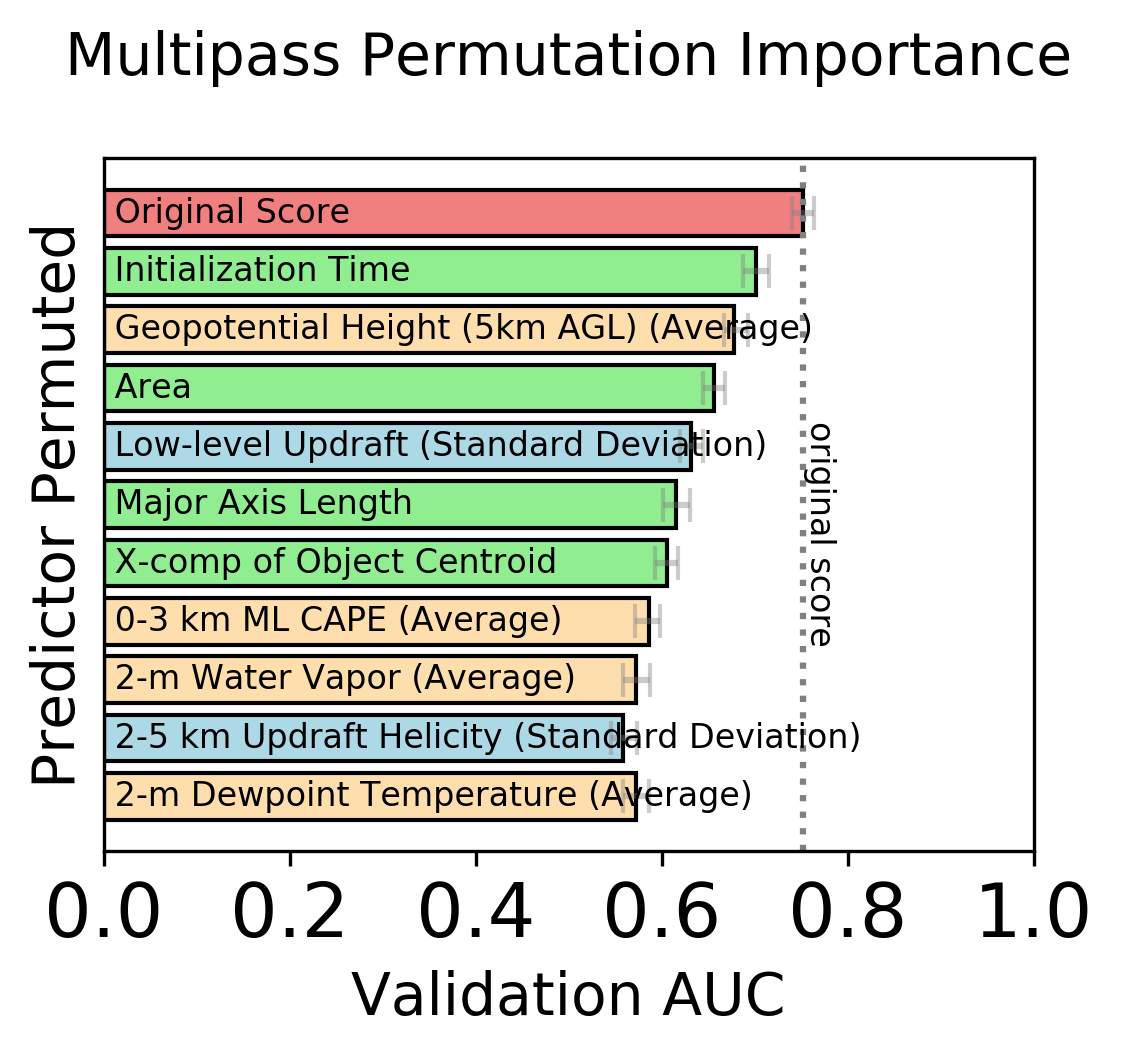 Multipass Permutation Importance
Predictor Permuted
Original Score
Initialization Time
Geopotential Height (5km AGL) (Average)
Area
Low-level Updraft (Standard Deviation)
Major Axis Length
X-comp of Object Centroid
0-3 km ML CAPE (Average)
2-m Water Vapor (Average)
2-5 km Updraft Helicity (Standard Deviation)
2-m Dewpoint Temperature (Average)
original score
0.0 0.2 0.4 0.6 0.8 1.0
Validation AUC